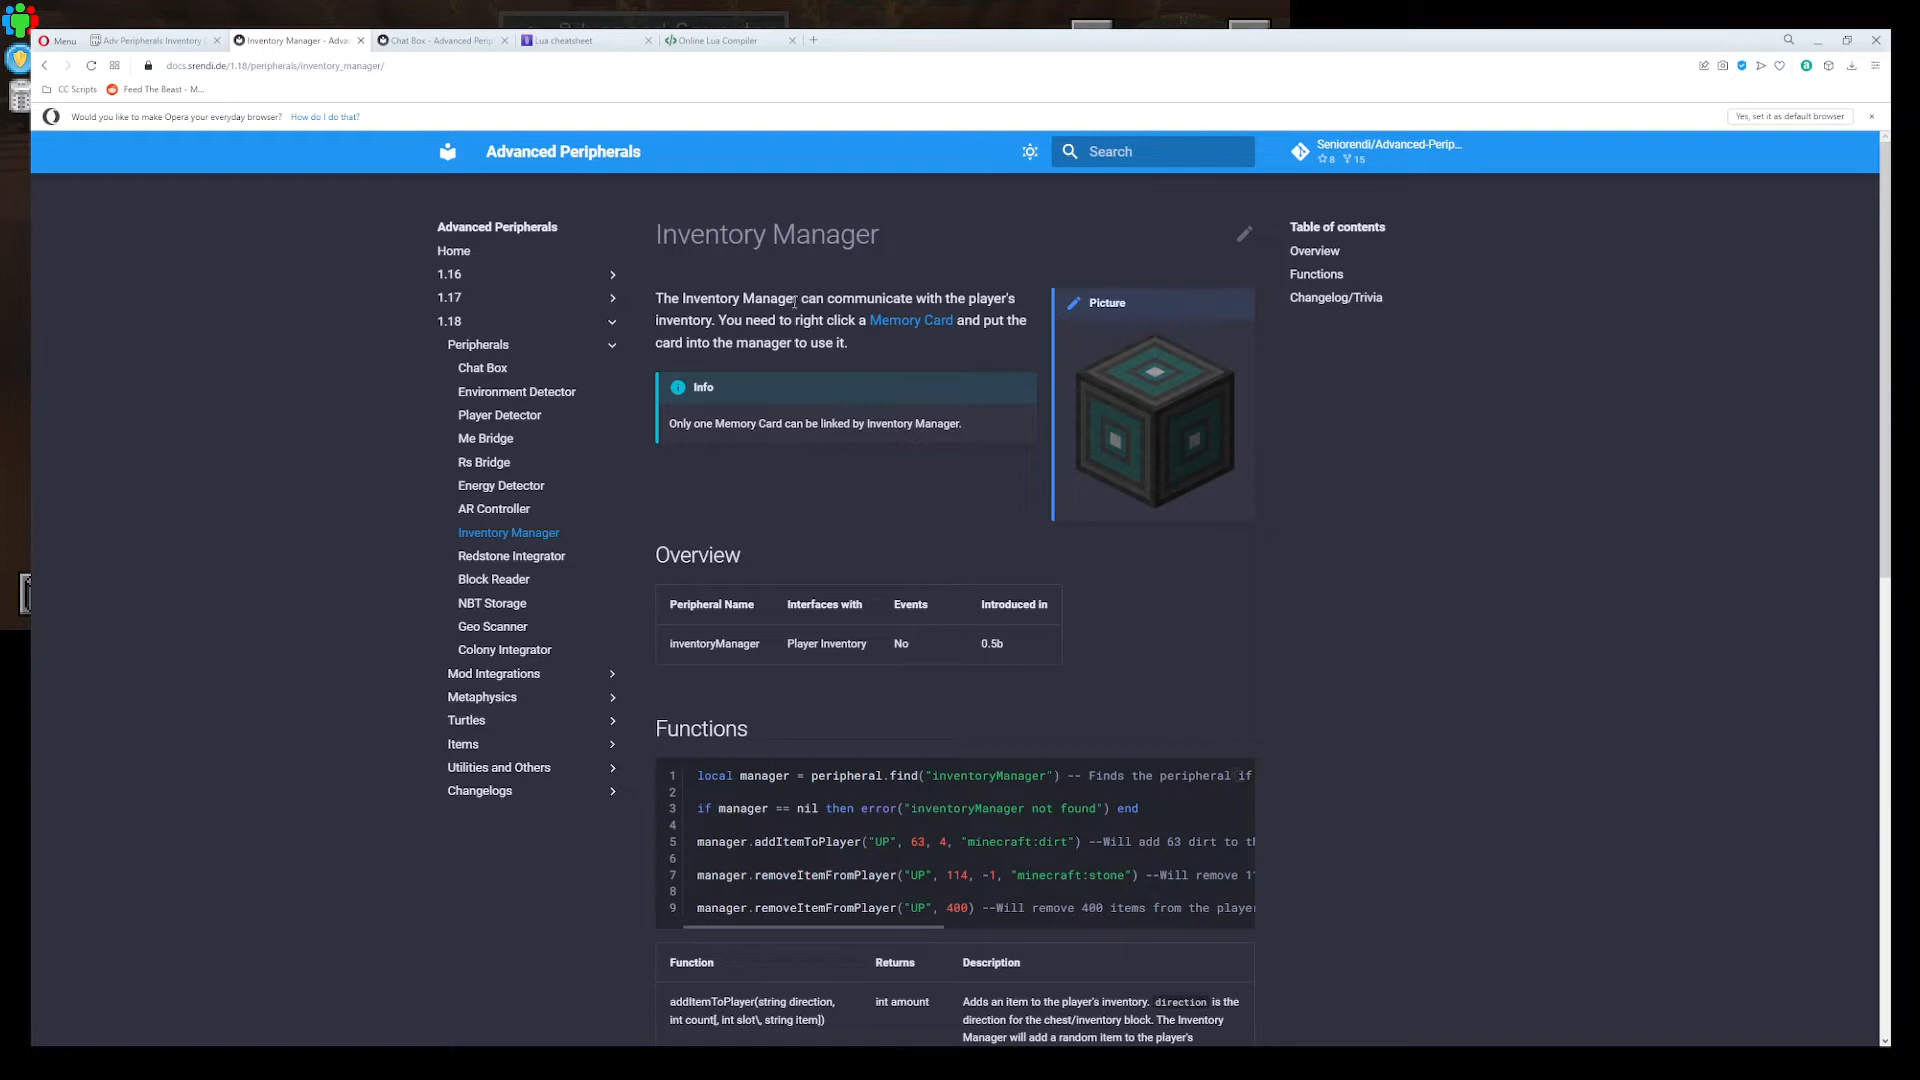 Menu
Adv Peripherals Inventory
Inventory Manager - Adva
Chat Box - Advanced Perip
Lua cheatsheet
Online Lua Compiler
docs.srendi.de/1.18/peripherals/inventory_manager/
CC Scripts
Feed The Beast - M...
Would you like to make Opera your everyday browser? How do I do that?
Yes, set it as default browser
Advanced Peripherals
Search
Seniorendi/Advanced-Perip...
8 15
Advanced Peripherals
Home
1.16
1.17
1.18
Peripherals
Chat Box
Environment Detector
Player Detector
Me Bridge
Rs Bridge
Energy Detector
AR Controller
Inventory Manager
Redstone Integrator
Block Reader
NBT Storage
Geo Scanner
Colony Integrator
Mod Integrations
Metaphysics
Turtles
Items
Utilities and Others
Changelogs
Inventory Manager
The Inventory Manager can communicate with the player's
inventory. You need to right click a Memory Card and put the
card into the manager to use it.
Info
Only one Memory Card can be linked by Inventory Manager.
Picture
Overview
Peripheral Name Interfaces with Events Introduced in
inventoryManager Player Inventory No 0.5b
Functions
1 local manager = peripheral.find("inventoryManager") -- Finds the peripheral if
2
3 if manager == nil then error("inventoryManager not found") end
4
5 manager.addItemToPlayer("UP", 63, 4, "minecraft:dirt") --Will add 63 dirt to th
6
7 manager.removeItemFromPlayer("UP", 114, -1, "minecraft:stone") --Will remove 11
8
9 manager.removeItemFromPlayer("UP", 400) --Will remove 400 items from the player
Function Returns Description
addItemToPlayer(string direction, int amount Adds an item to the player's inventory. direction is the
int count[, int slot\, string item]) direction for the chest/inventory block. The Inventory
Manager will add a random item to the player's
Table of contents
Overview
Functions
Changelog/Trivia